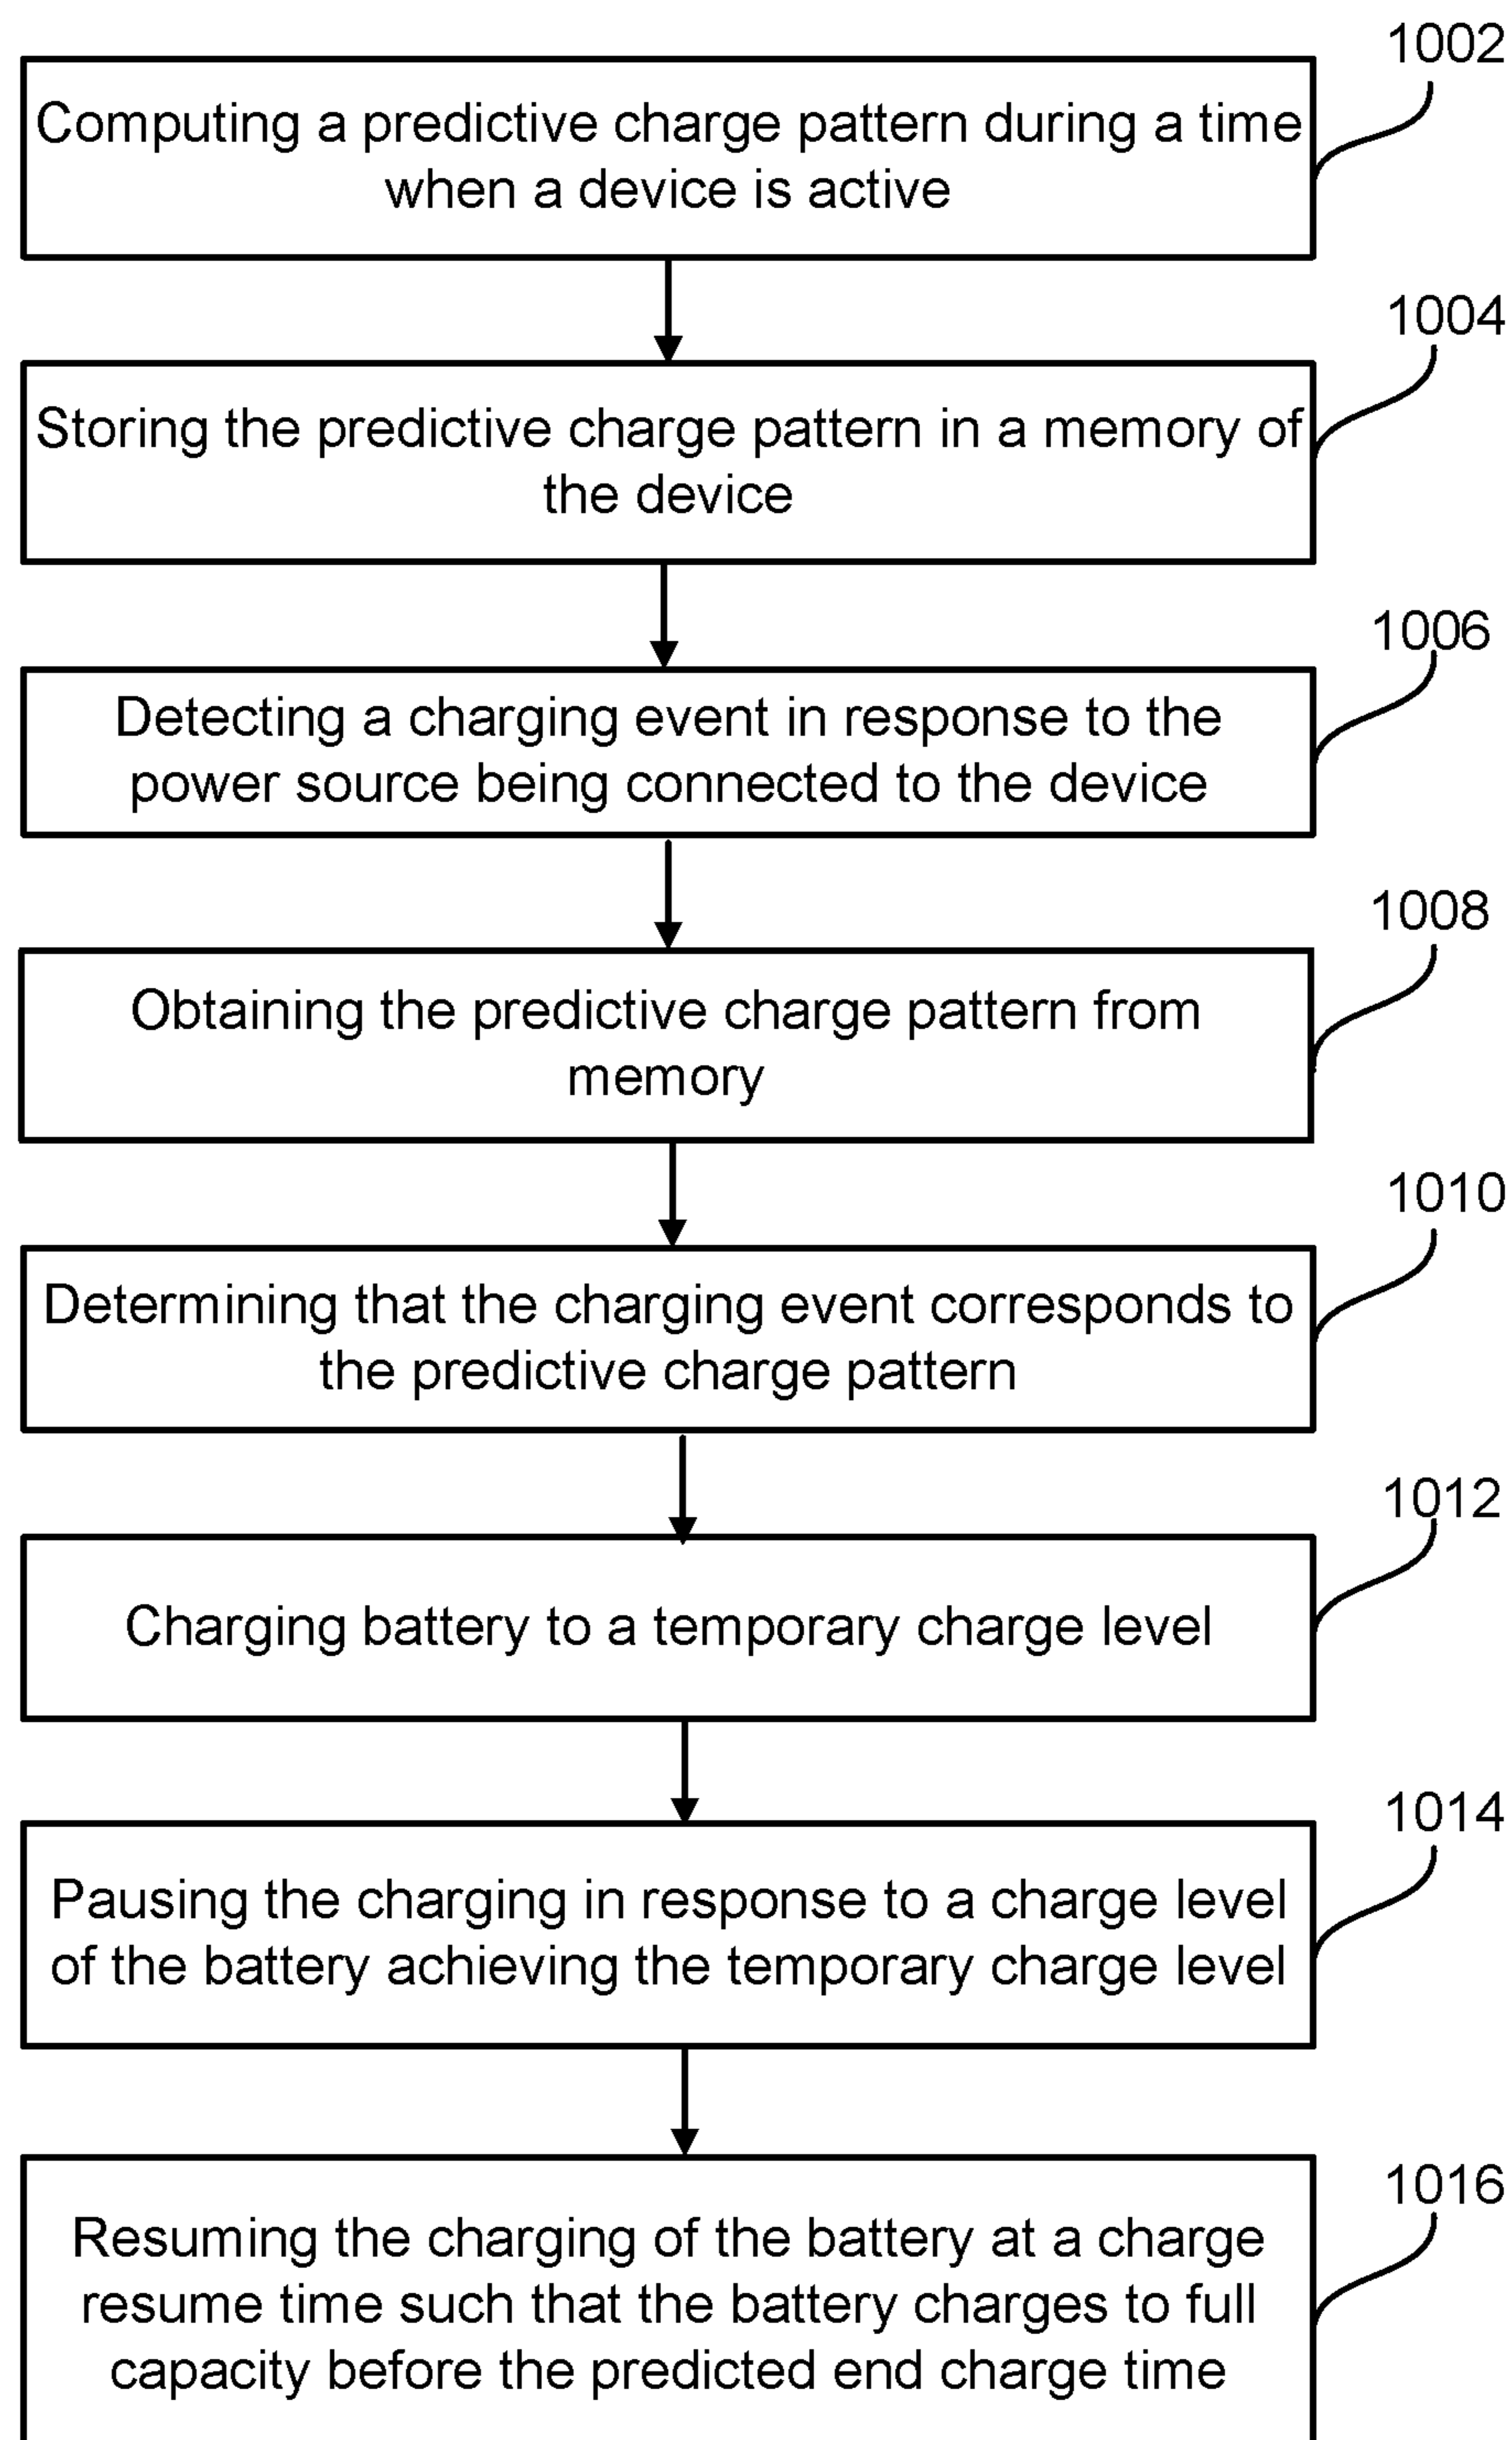 1002
Computing a predictive charge pattern during a time
when a device is active
1004
Storing the predictive charge pattern in a memory of
the device
1006
Detecting a charging event in response to the
power source being connected to the device
1008
Obtaining the predictive charge pattern from
memory
1010
Determining that the charging event corresponds to
the predictive charge pattern
1012
Charging battery to a temporary charge level
1014
Pausing the charging in response to a charge level
of the battery achieving the temporary charge level
1016
Resuming the charging of the battery at a charge
resume time such that the battery charges to full
capacity before the predicted end charge time